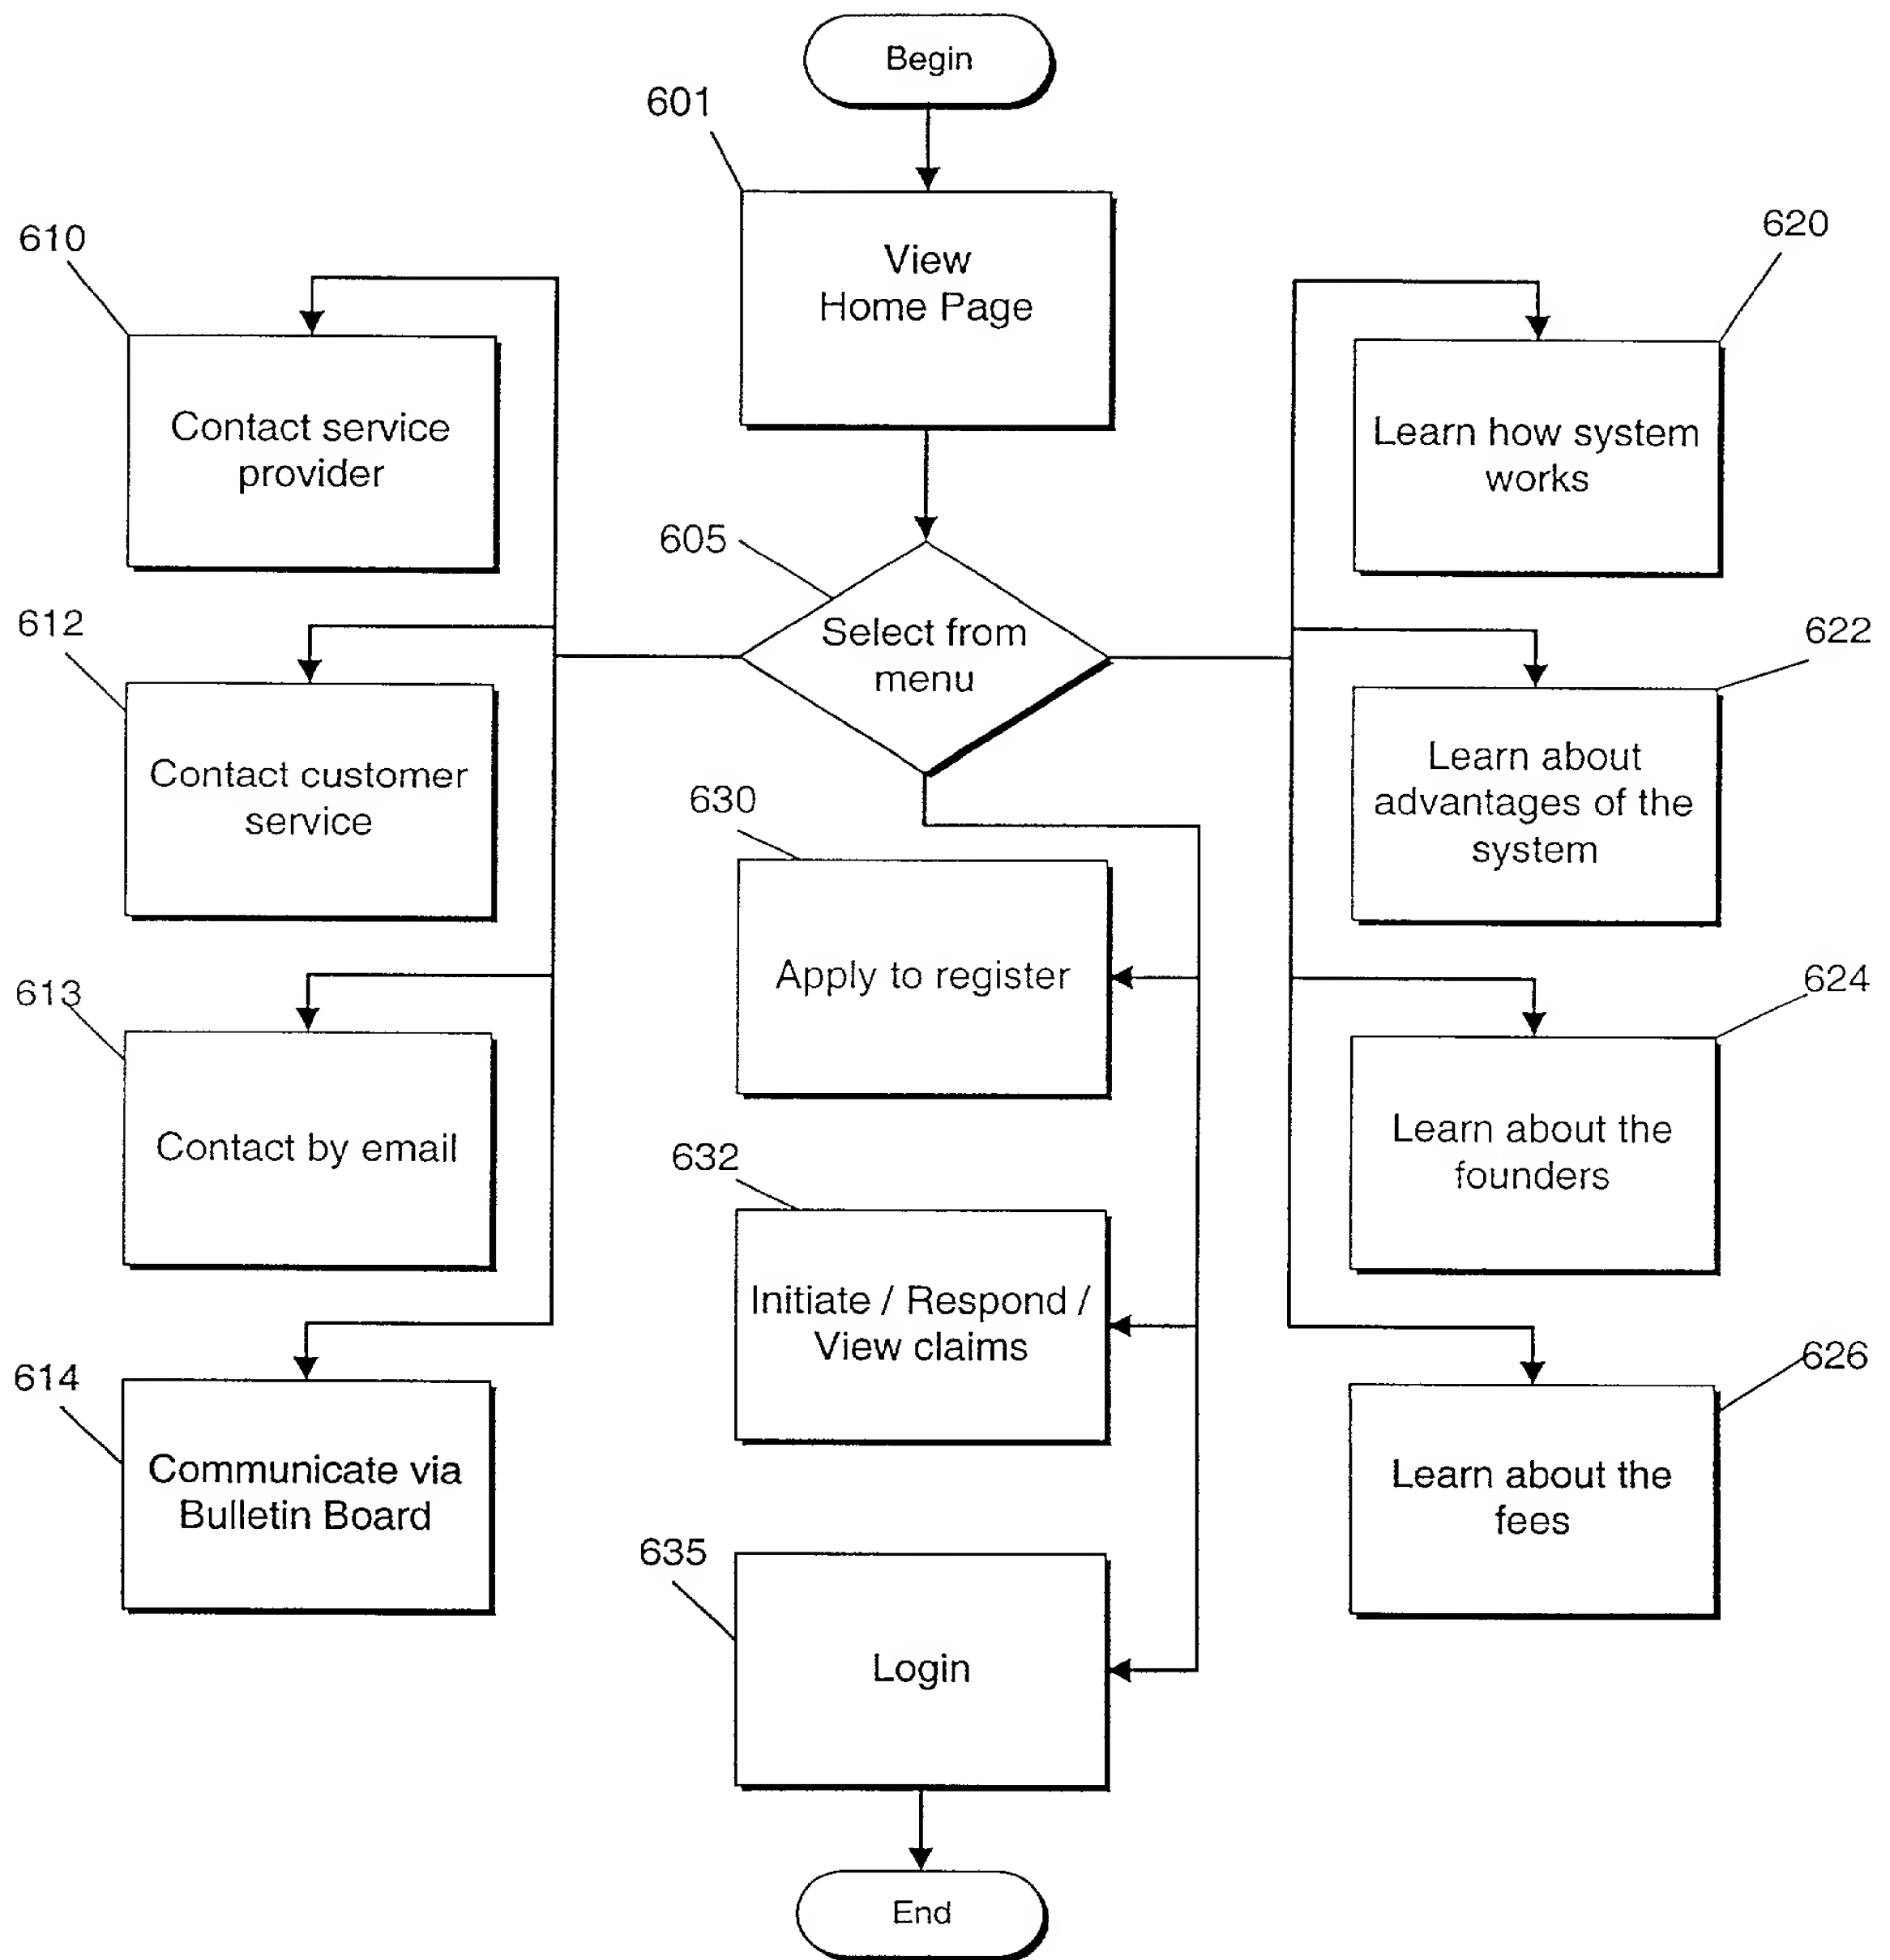 Begin
601
View
Home Page
610
Contact service
provider
620
Learn how system
works
605
Select from
menu
612
Contact customer
service
622
Learn about
advantages of the
system
630
Apply to register
613
Contact by email
624
Learn about the
founders
632
Initiate / Respond /
View claims
614
Communicate via
Bulletin Board
626
Learn about the
fees
635
Login
End